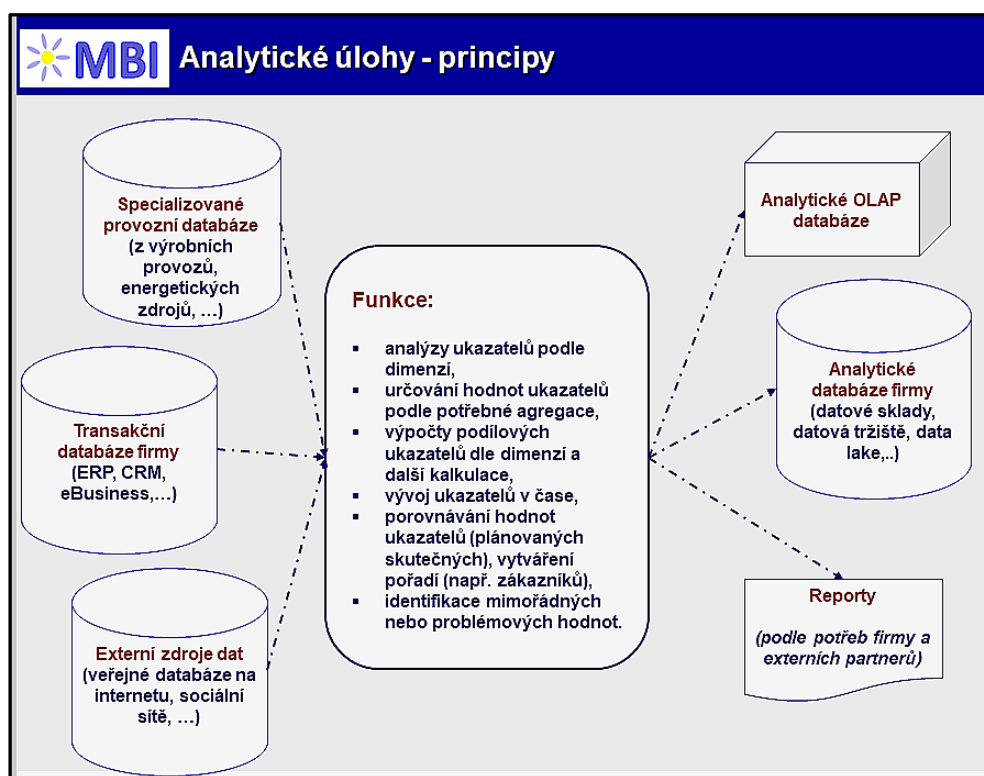 MBI
Analytické úlohy - principy
Specializované
provozní databáze
(z výrobních
provozů,
energetických
zdrojů, …)
Transakční
databáze firmy
(ERP, CRM,
eBusiness,…)
Externí zdroje dat
(veřejné databáze na
internetu, sociální
sítě, …)
Funkce:
▪ analýzy ukazatelů podle
dimenzí,
▪ určování hodnot ukazatelů
podle potřebné agregace,
▪ výpočty podílových
ukazatelů dle dimenzí a
další kalkulace,
▪ vývoj ukazatelů v čase,
▪ porovnávání hodnot
ukazatelů (plánovaných
skutečných), vytváření
pořadí (např. zákazníků),
▪ identifikace mimořádných
nebo problémových hodnot.
Analytické OLAP
databáze
Analytické
databáze firmy
(datové sklady,
datová tržiště, data
lake,..)
Reporty
(podle potřeb firmy a
externích partnerů)